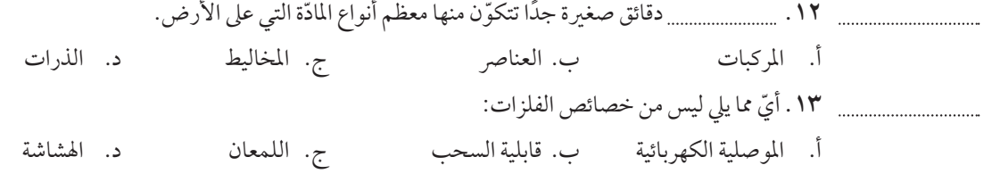 .............................. ١٢. ....................... دقائق صغيرة جدًا تتكوّن منها معظم أنواع المادّة التي على الأرض.
أ. المركبات ب. العناصر ج. المخاليط د. الذرات
.............................. ١٣. أيّ مما يلي ليس من خصائص الفلزات:
أ. الموصلية الكهربائية ب. قابلية السحب ج. اللمعان د. الهشاشة